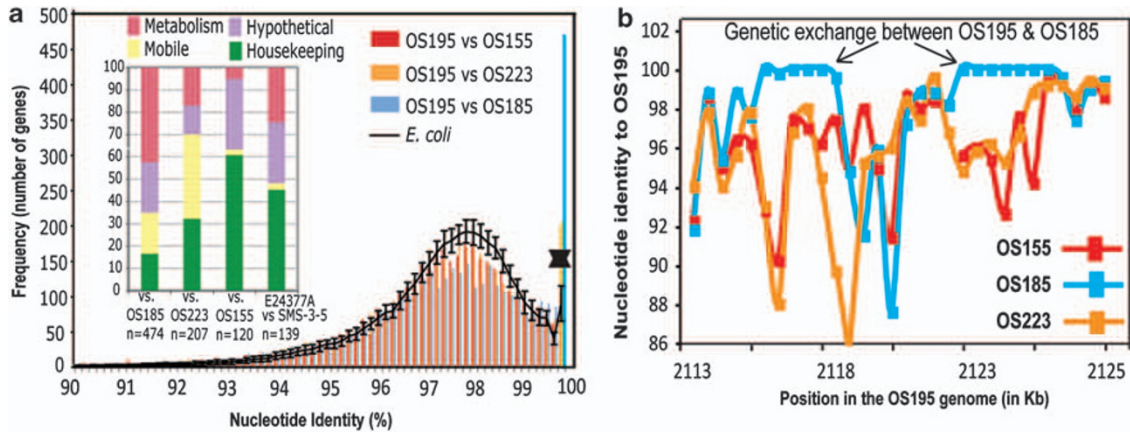 a
500
450
400
350
300
250
200
150
100
50
0
Frequency (number of genes)
Metabolism
Hypothetical
Mobile
Housekeeping
100
90
80
70
60
50
40
30
20
10
0
vs. OS185 n=474
vs. OS223 n=207
vs. OS155 n=120
E24377A vs SMS-3-5 n=139
OS195 vs OS155
OS195 vs OS223
OS195 vs OS185
E. coli
90 91 92 93 94 95 96 97 98 99 100
Nucleotide Identity (%)
b
102
100
98
96
94
92
90
88
86
Nucleotide identity to OS195
Genetic exchange between OS195 & OS185
OS155
OS185
OS223
2113 2118 2123 2125
Position in the OS195 genome (in Kb)